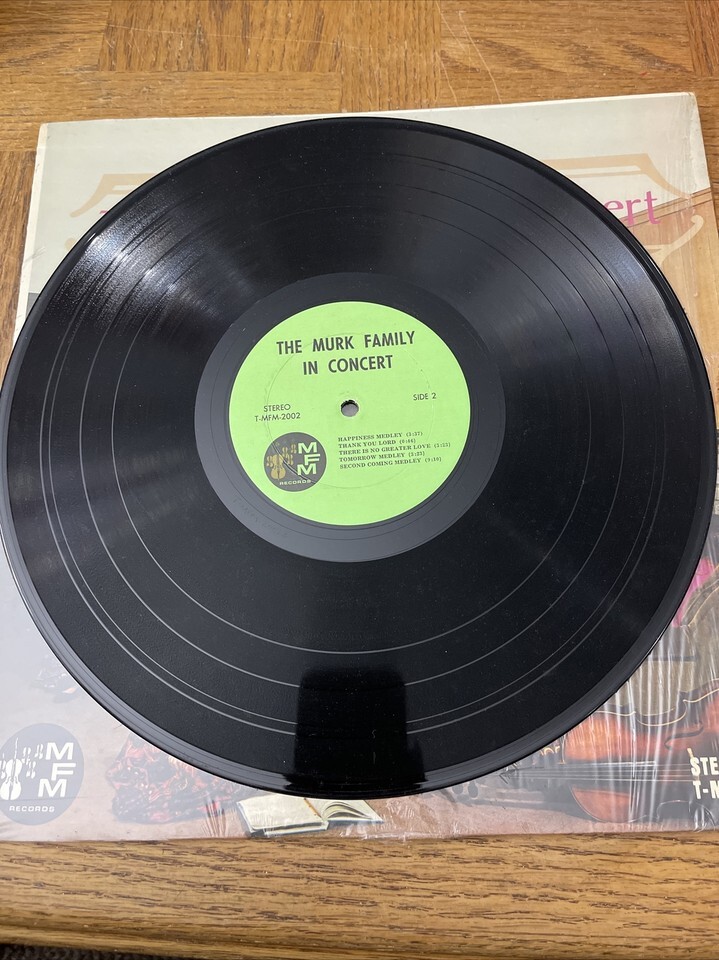 ert
THE MURK FAMILY
IN CONCERT
STEREO
T-MFM-2002
SIDE 2
HAPPINESS MEDLEY
THANK YOU LORD
THERE IS NO GREATER LOVE
TOMORROW MEDLEY
SECOND COMING MEDLEY
MFM
RECORDS
MFM
RECORDS
STE
T-M